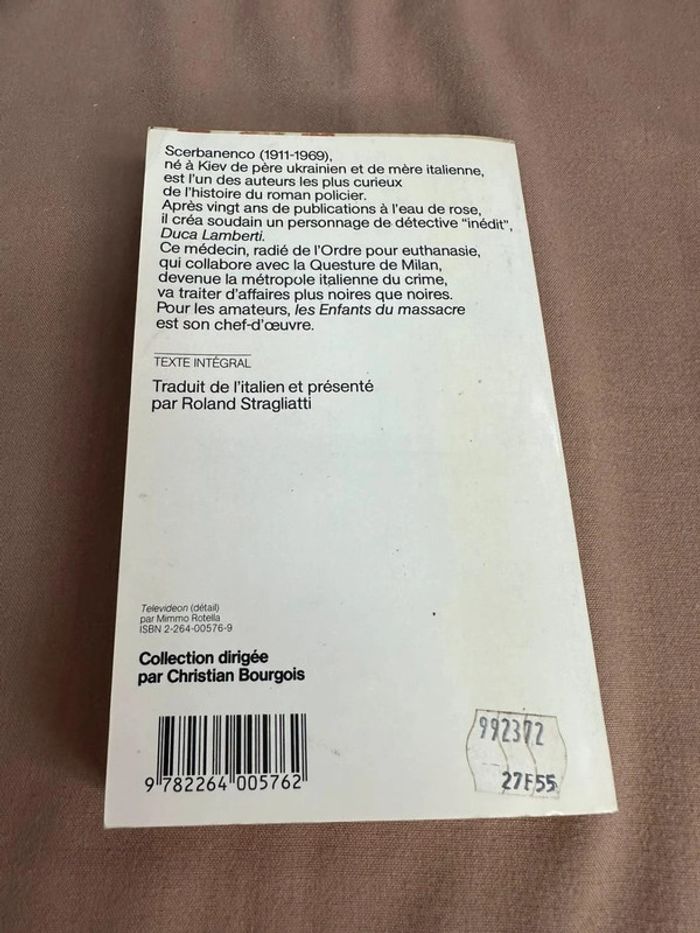 Scerbanenco (1911-1969),
né à Kiev de père ukrainien et de mère italienne,
est l'un des auteurs les plus curieux
de l'histoire du roman policier.
Après vingt ans de publications à l'eau de rose,
il créa soudain un personnage de détective "inédit",
Duca Lamberti.
Ce médecin, radié de l'Ordre pour euthanasie,
qui collabore avec la Questure de Milan,
devenue la métropole italienne du crime,
va traiter d'affaires plus noires que noires.
Pour les amateurs, les Enfants du massacre
est son chef-d'œuvre.
TEXTE INTÉGRAL
Traduit de l'italien et présenté
par Roland Stragliatti
Televideon (détail)
par Mimmo Rotella
ISBN 2-264-00576-9
Collection dirigée
par Christian Bourgois
9 782264 005762
992372
27F55